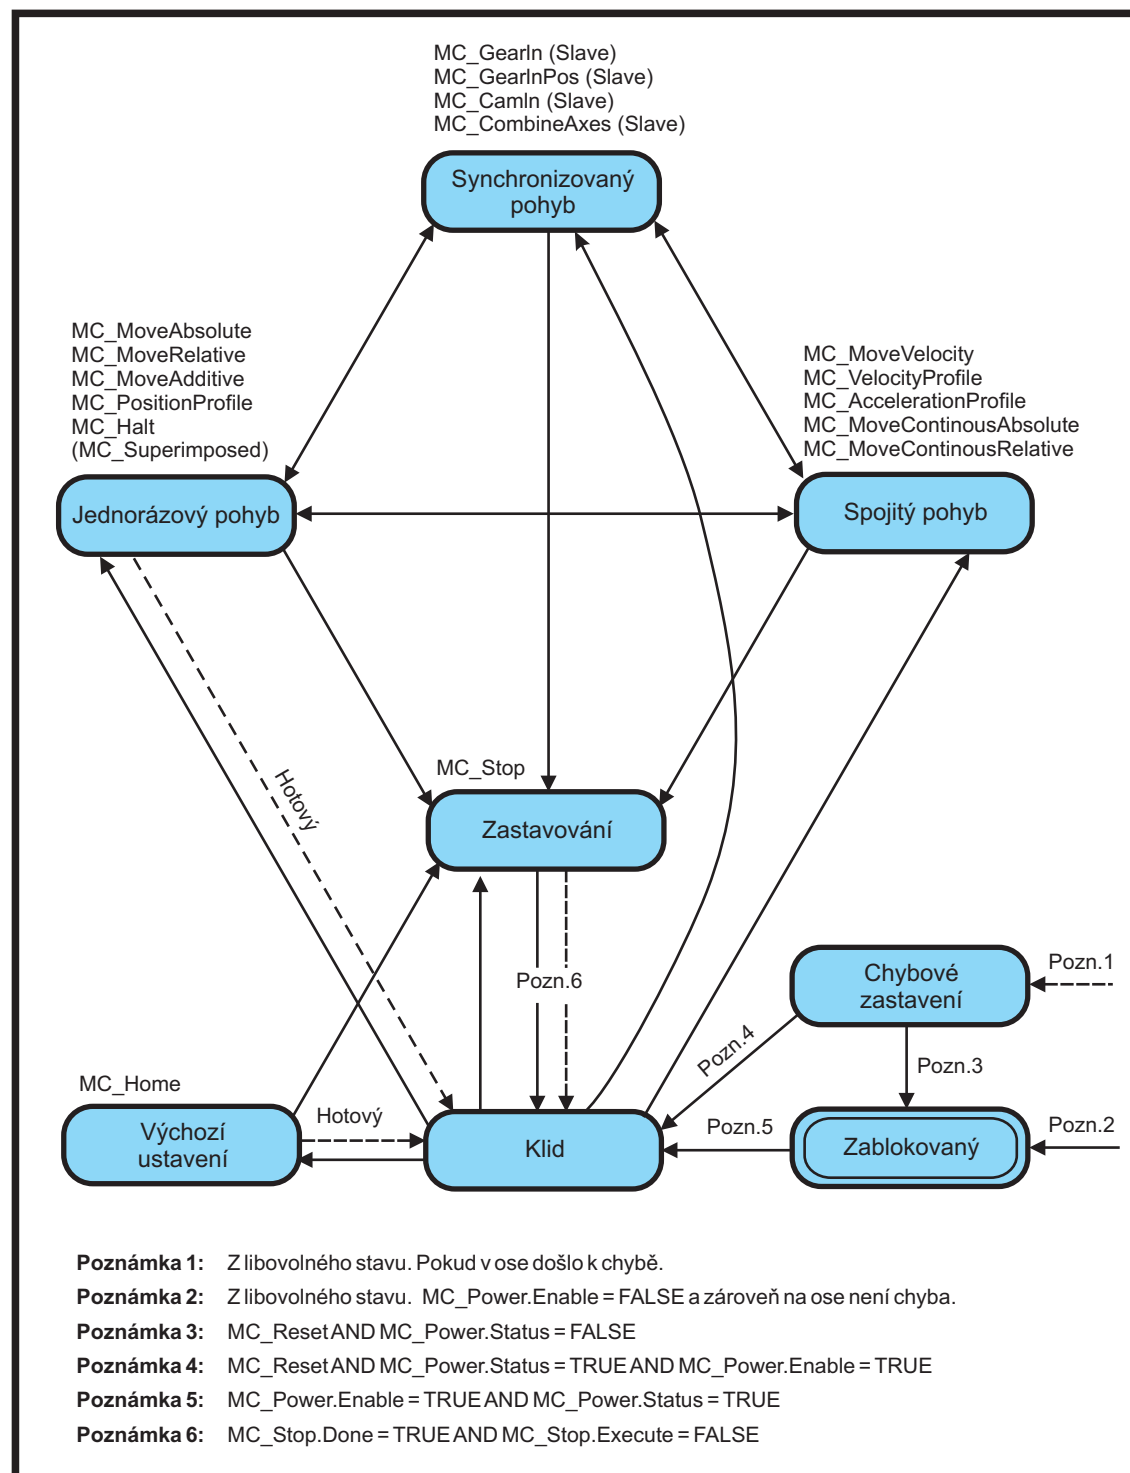 MC_GearIn (Slave)
MC_GearInPos (Slave)
MC_CamIn (Slave)
MC_CombineAxes (Slave)
Synchronizovaný
pohyb
MC_MoveAbsolute
MC_MoveRelative
MC_MoveAdditive
MC_PositionProfile
MC_Halt
(MC_Superimposed)
MC_MoveVelocity
MC_VelocityProfile
MC_AccelerationProfile
MC_MoveContinousAbsolute
MC_MoveContinousRelative
Jednorázový pohyb
Spojitý pohyb
Hotový
MC_Stop
Zastavování
Pozn.6
Chybové
zastavení
Pozn.1
Pozn.4
Pozn.3
MC_Home
Výchozí
ustavení
Hotový
Klid
Pozn.5
Zablokovaný
Pozn.2
Poznámka 1: Z libovolného stavu. Pokud v ose došlo k chybě.
Poznámka 2: Z libovolného stavu. MC_Power.Enable = FALSE a zároveň na ose není chyba.
Poznámka 3: MC_Reset AND MC_Power.Status = FALSE
Poznámka 4: MC_Reset AND MC_Power.Status = TRUE AND MC_Power.Enable = TRUE
Poznámka 5: MC_Power.Enable = TRUE AND MC_Power.Status = TRUE
Poznámka 6: MC_Stop.Done = TRUE AND MC_Stop.Execute = FALSE